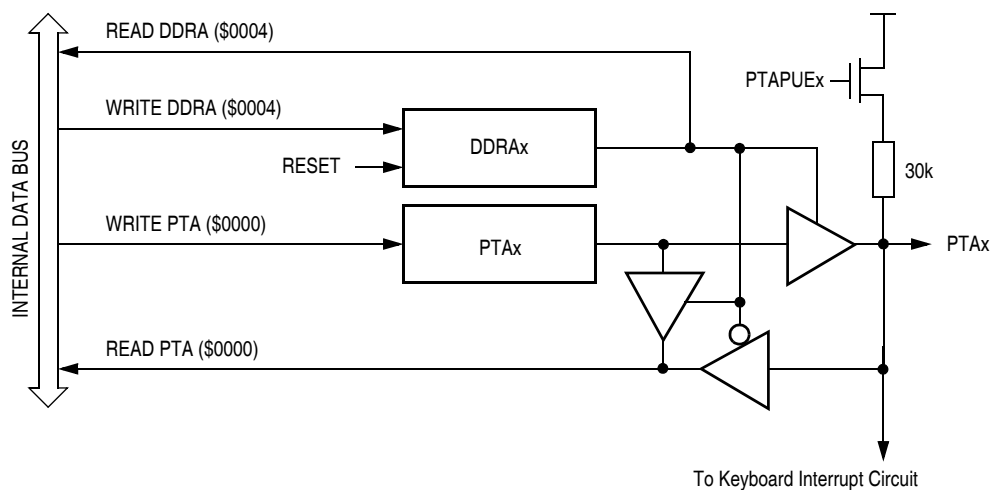 READ DDRA ($0004)
PTAPUEx
WRITE DDRA ($0004)
DDRAx
RESET
30k
INTERNAL DATA BUS
WRITE PTA ($0000)
PTAx
PTAx
READ PTA ($0000)
To Keyboard Interrupt Circuit